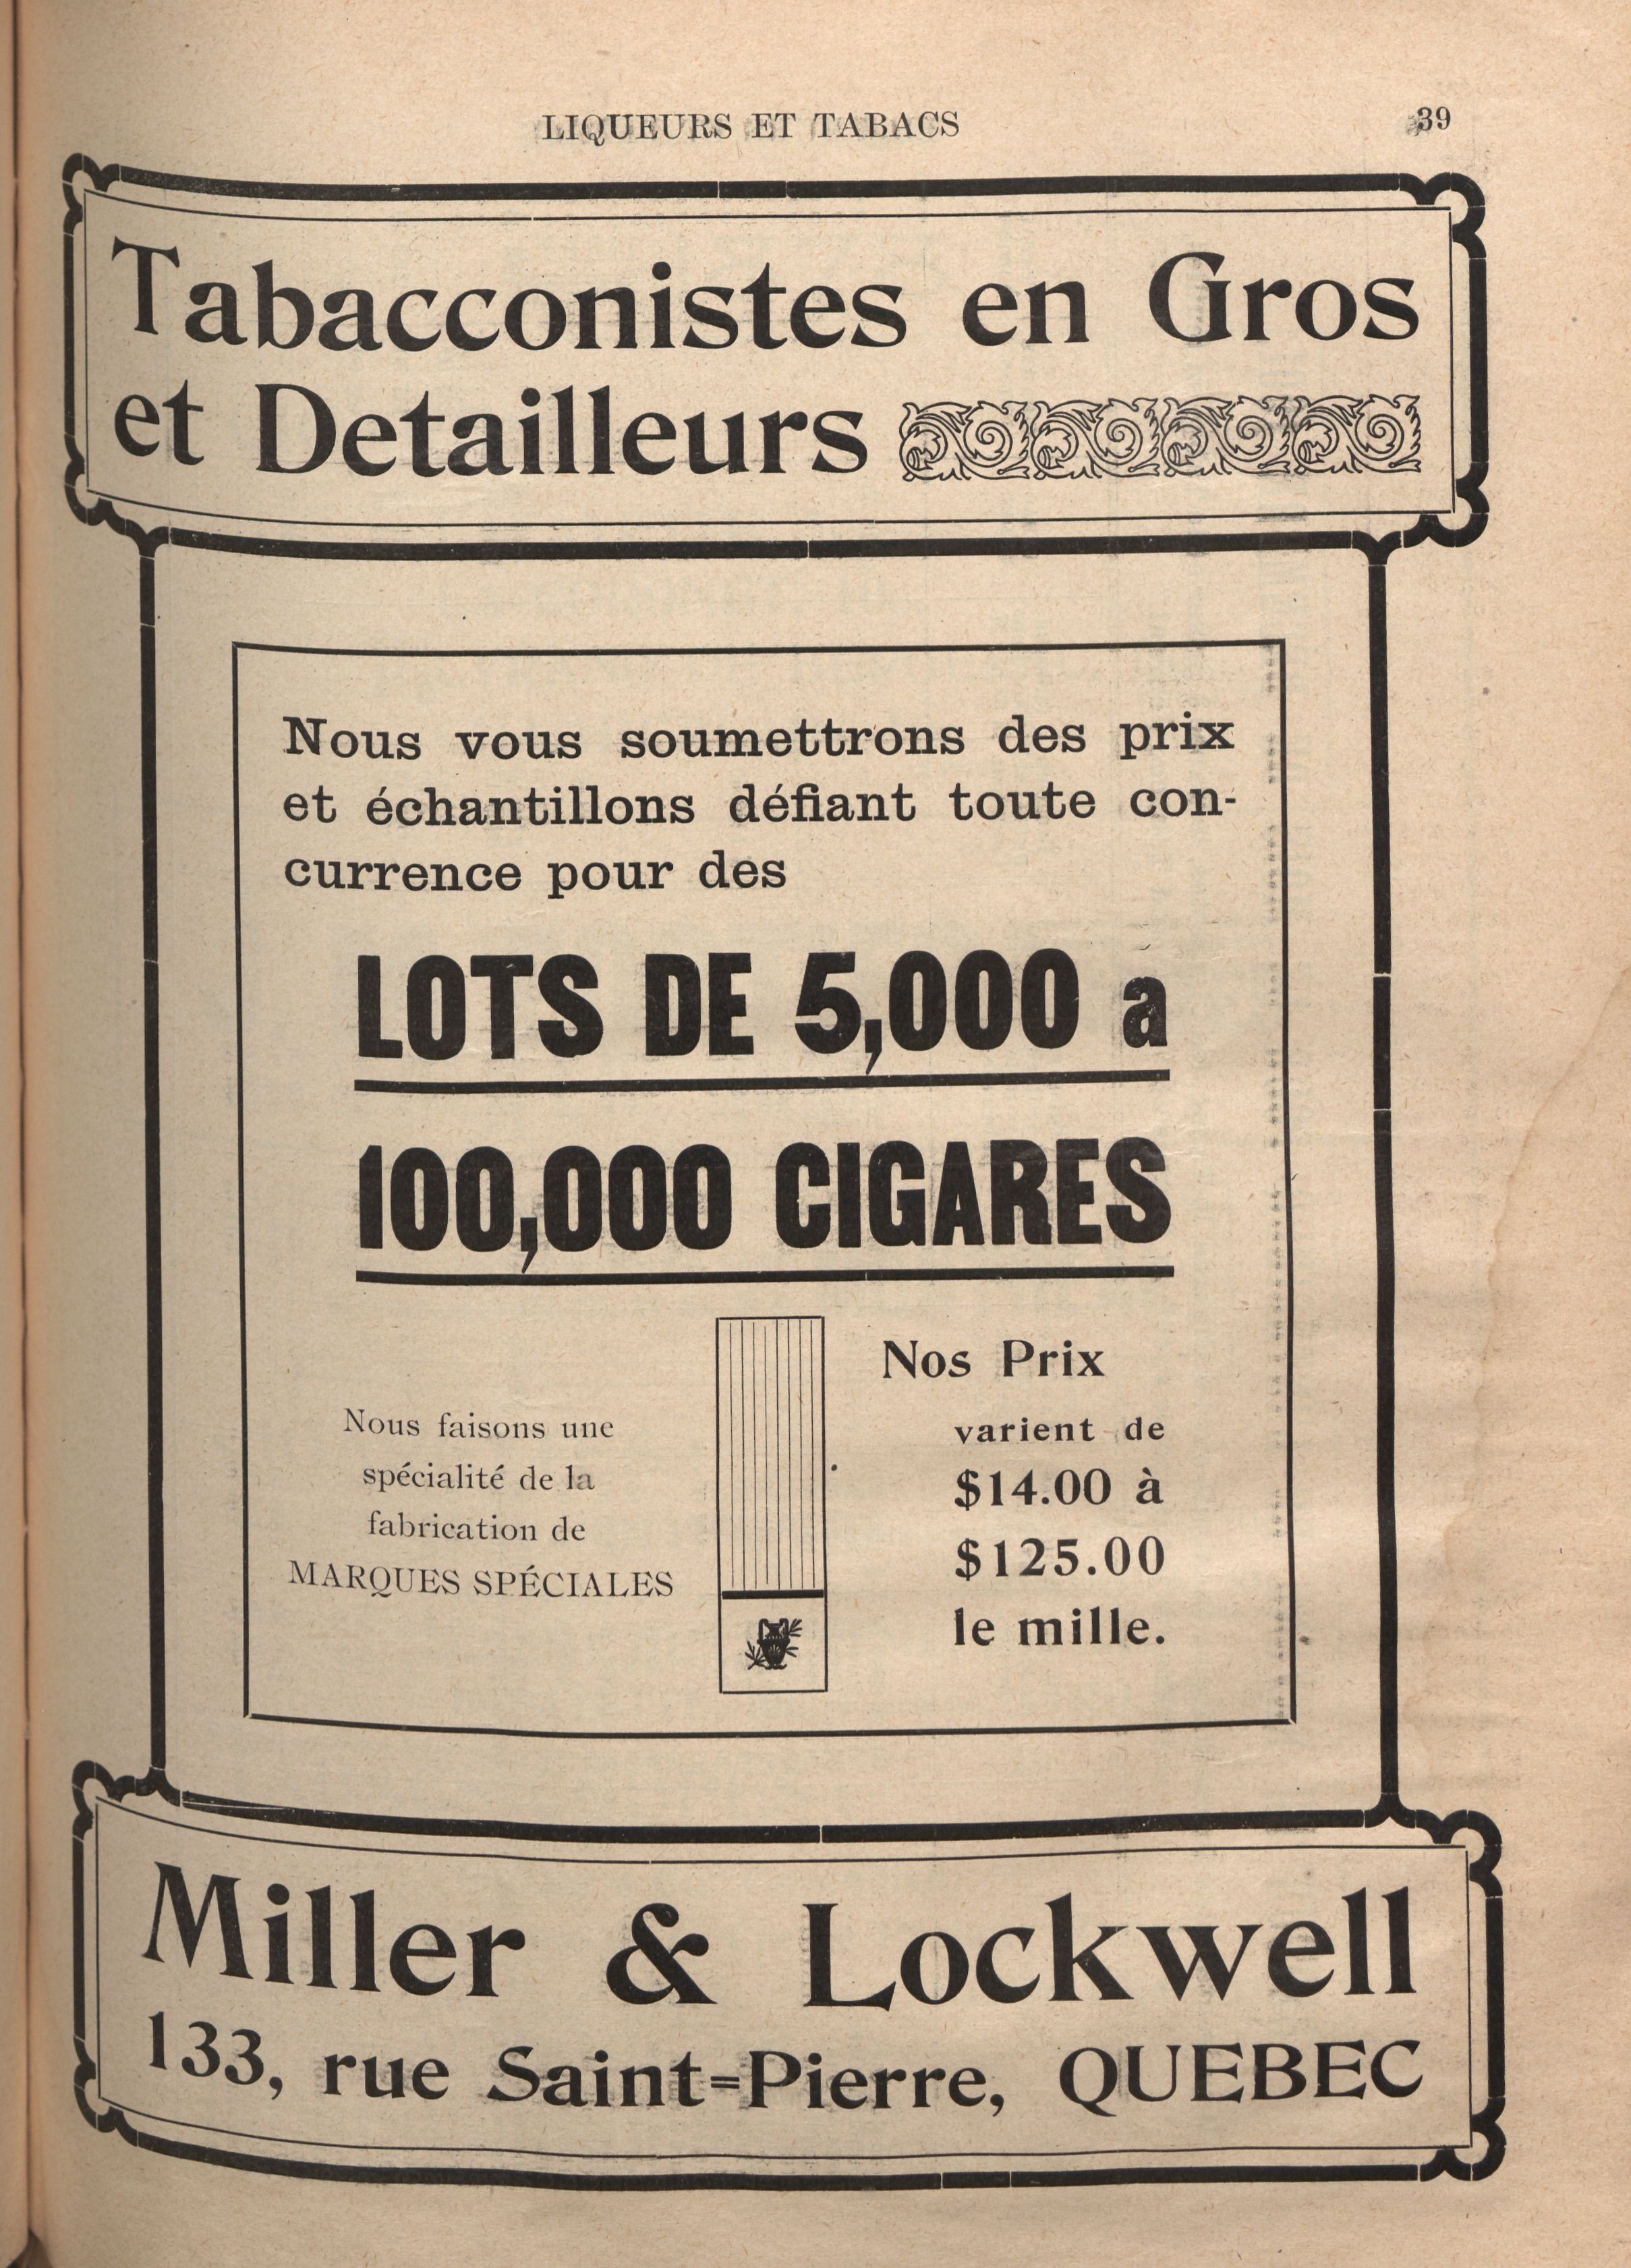 LIQUEURS ET TABACS 39
Tabacconistes en Gros
et Detailleurs
Nous vous soumettrons des prix
et échantillons défiant toute con-
currence pour des
LOTS DE 5,000 a
100,000 CIGARES
Nous faisons une
spécialité de la
fabrication de
MARQUES SPÉCIALES
Nos Prix
varient de
$14.00 à
$125.00
le mille.
Miller & Lockwell
133, rue Saint-Pierre, QUEBEC